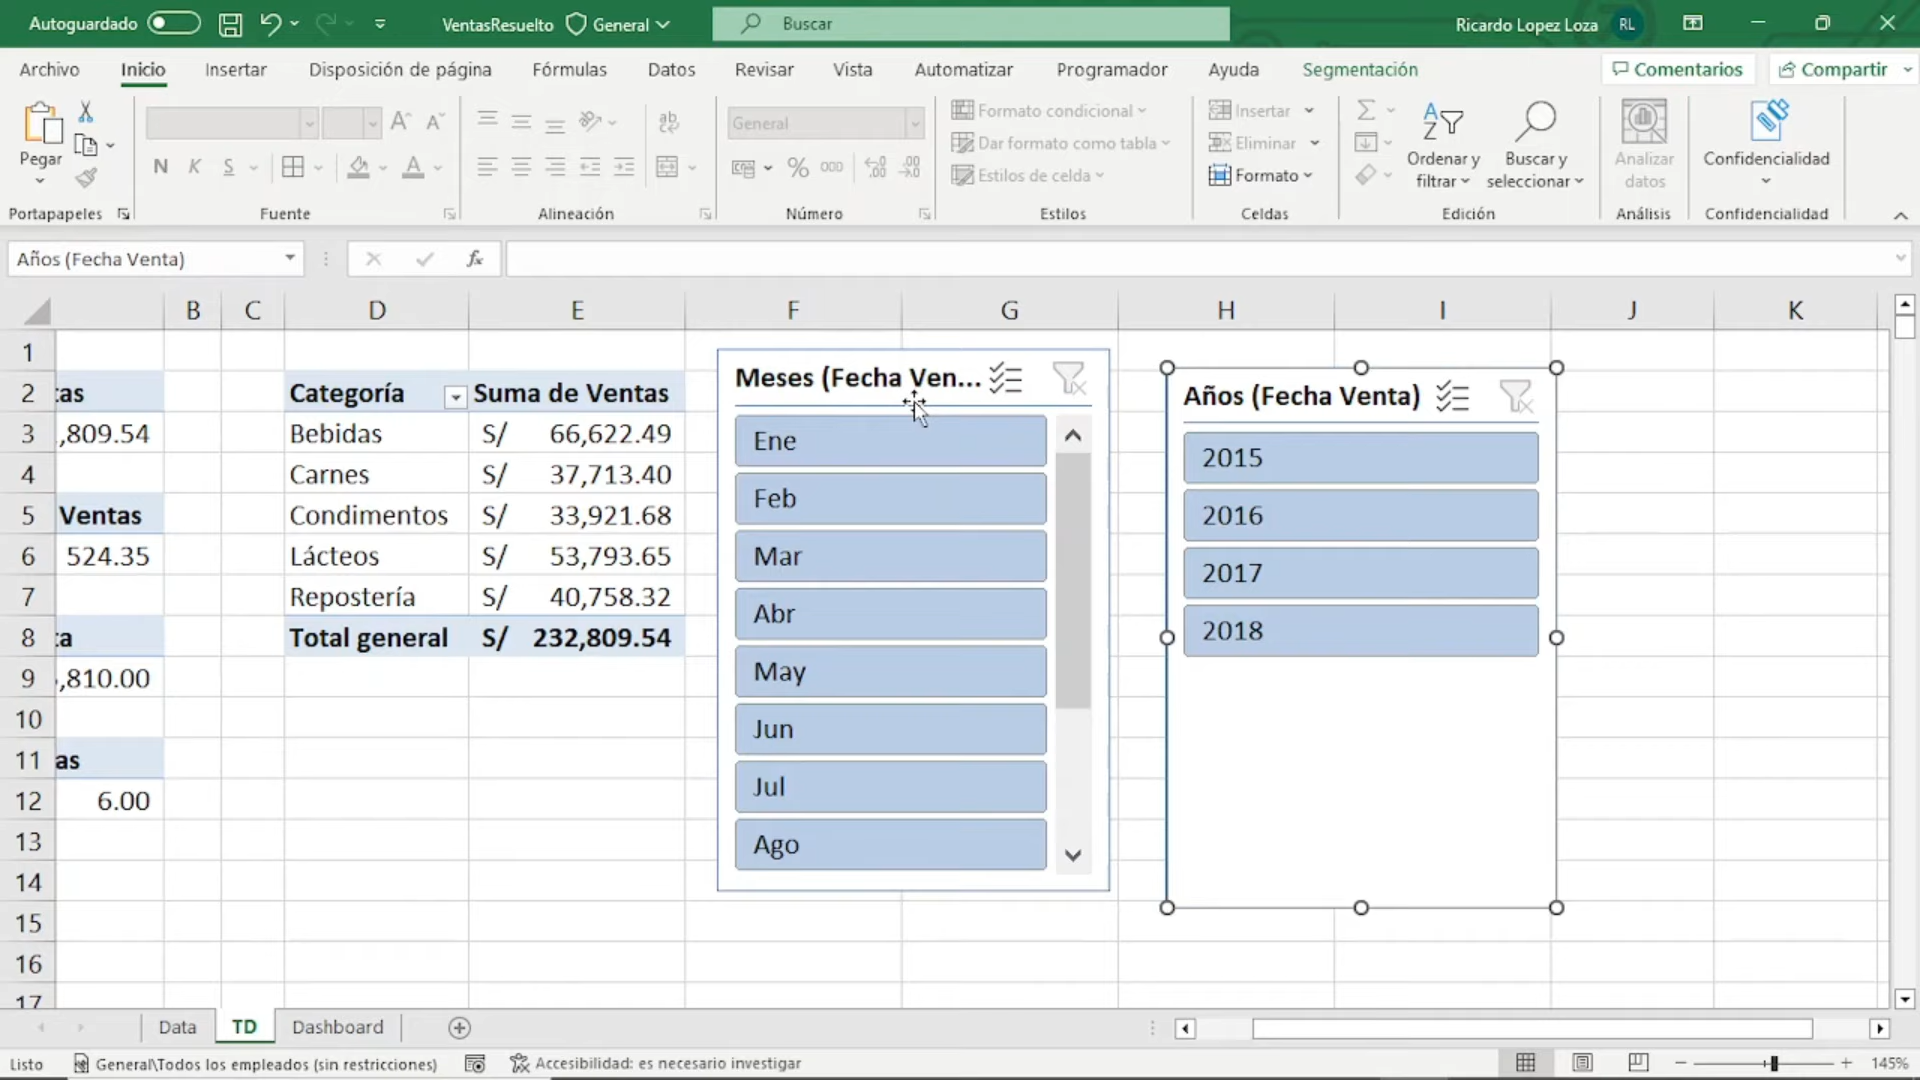 Autoguardado VentasResuelto General Buscar Ricardo Lopez Loza RL
Archivo Inicio Insertar Disposición de página Fórmulas Datos Revisar Vista Automatizar Programador Ayuda Segmentación Comentarios Compartir
Pegar
N K S
General
% 000
Formato condicional
Dar formato como tabla
Estilos de celda
Insertar
Eliminar
Formato
Ordenar y filtrar
Buscar y seleccionar
Analizar datos
Confidencialidad
Portapapeles Fuente Alineación Número Estilos Celdas Edición Análisis Confidencialidad
Años (Fecha Venta) fx
B C D E F G H I J K
1
2 tas Categoría Suma de Ventas
3 ,809.54 Bebidas S/ 66,622.49
4 Carnes S/ 37,713.40
5 Ventas Condimentos S/ 33,921.68
6 524.35 Lácteos S/ 53,793.65
7 Repostería S/ 40,758.32
8 ta Total general S/ 232,809.54
9 ,810.00
10
11 as
12 6.00
13
14
15
16
17
Meses (Fecha Ven...
Ene
Feb
Mar
Abr
May
Jun
Jul
Ago
Años (Fecha Venta)
2015
2016
2017
2018
Data TD Dashboard
Listo General\Todos los empleados (sin restricciones) Accesibilidad: es necesario investigar 145%